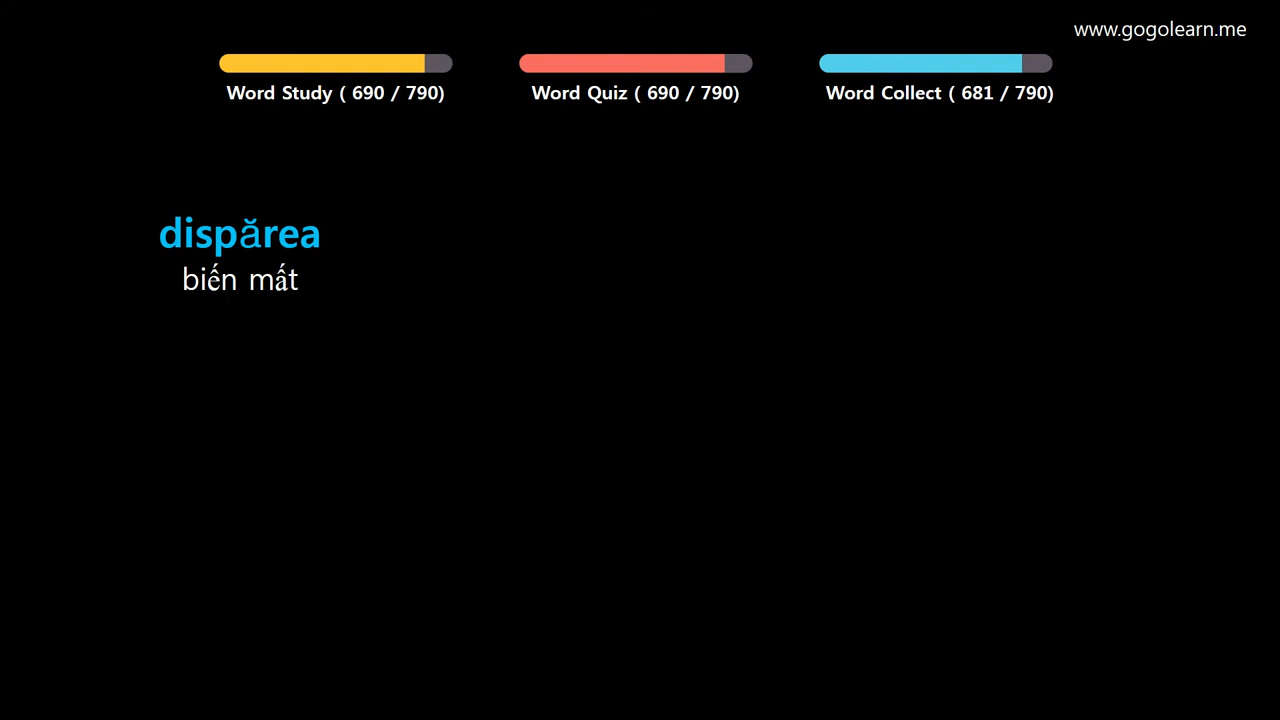 www.gogolearn.me
Word Study ( 690 / 790)
Word Quiz ( 690 / 790)
Word Collect ( 681 / 790)
dispărea
biến mất